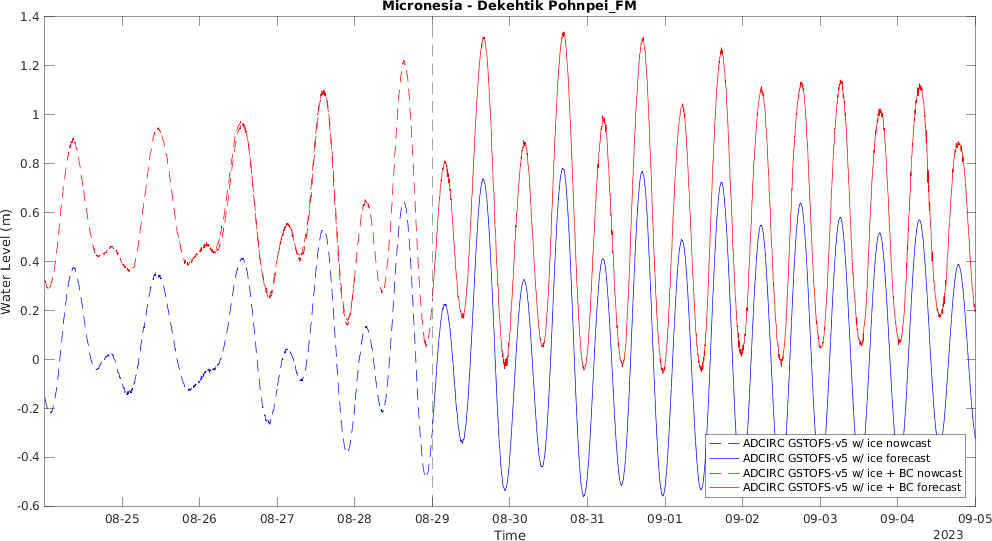 Micronesia - Dekehtik Pohnpei_FM
1.4
1.2
1
0.8
0.6
0.4
0.2
0
-0.2
-0.4
-0.6
Water Level (m)
ADCIRC GSTOFS-v5 w/ ice nowcast
ADCIRC GSTOFS-v5 w/ ice forecast
ADCIRC GSTOFS-v5 w/ ice + BC nowcast
ADCIRC GSTOFS-v5 w/ ice + BC forecast
08-25 08-26 08-27 08-28 08-29 08-30 08-31 09-01 09-02 09-03 09-04 09-05
Time
2023